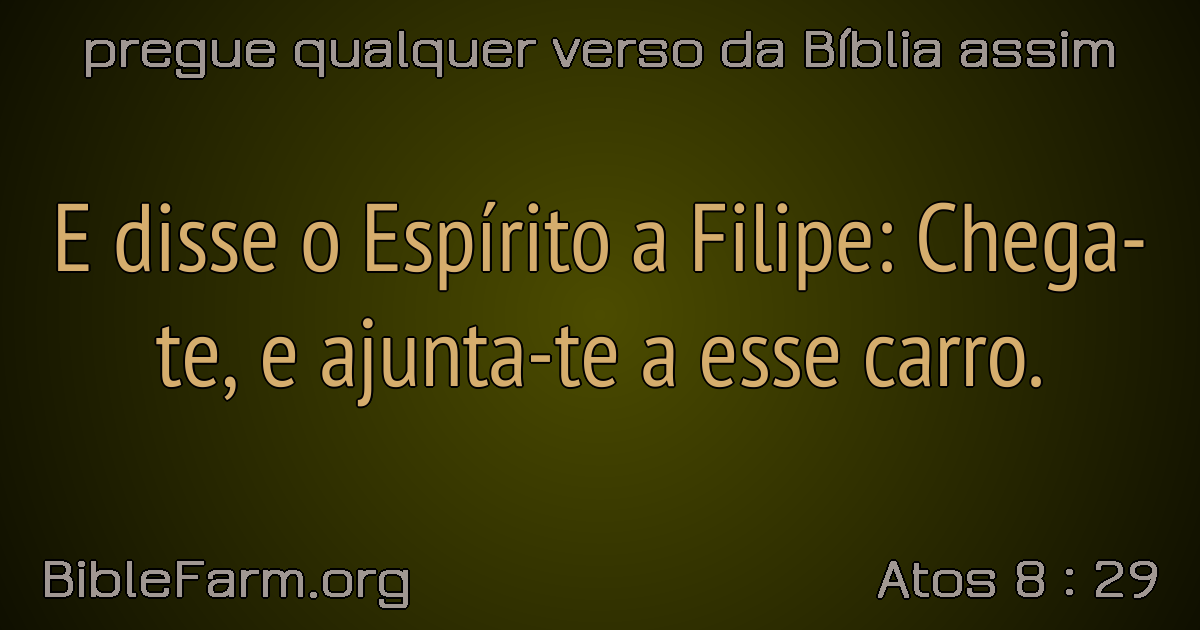 pregue qualquer verso da Bíblia assim
E disse o Espírito a Filipe: Chega-
te, e ajunta-te a esse carro.
BibleFarm.org
Atos 8 : 29